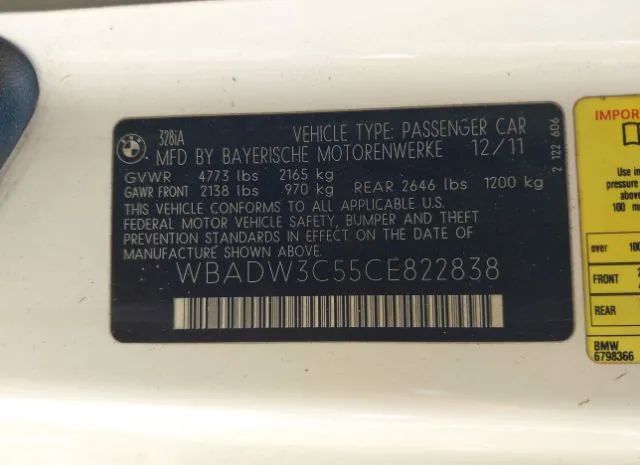 BMW
328iA
VEHICLE TYPE: PASSENGER CAR
MFD BY BAYERISCHE MOTORENWERKE 12/11
GVWR 4773 lbs 2165 kg
GAWR FRONT 2138 lbs 970 kg REAR 2646 lbs 1200 kg
THIS VEHICLE CONFORMS TO ALL APPLICABLE U.S.
FEDERAL MOTOR VEHICLE SAFETY, BUMPER AND THEFT
PREVENTION STANDARDS IN EFFECT ON THE DATE OF
MANUFACTURE SHOWN ABOVE.
WBADW3C55CE822838
2 122 606
IMPOR
Use in
pressure
above
100 m
over 100
FRONT
REAR
BMW
6798366